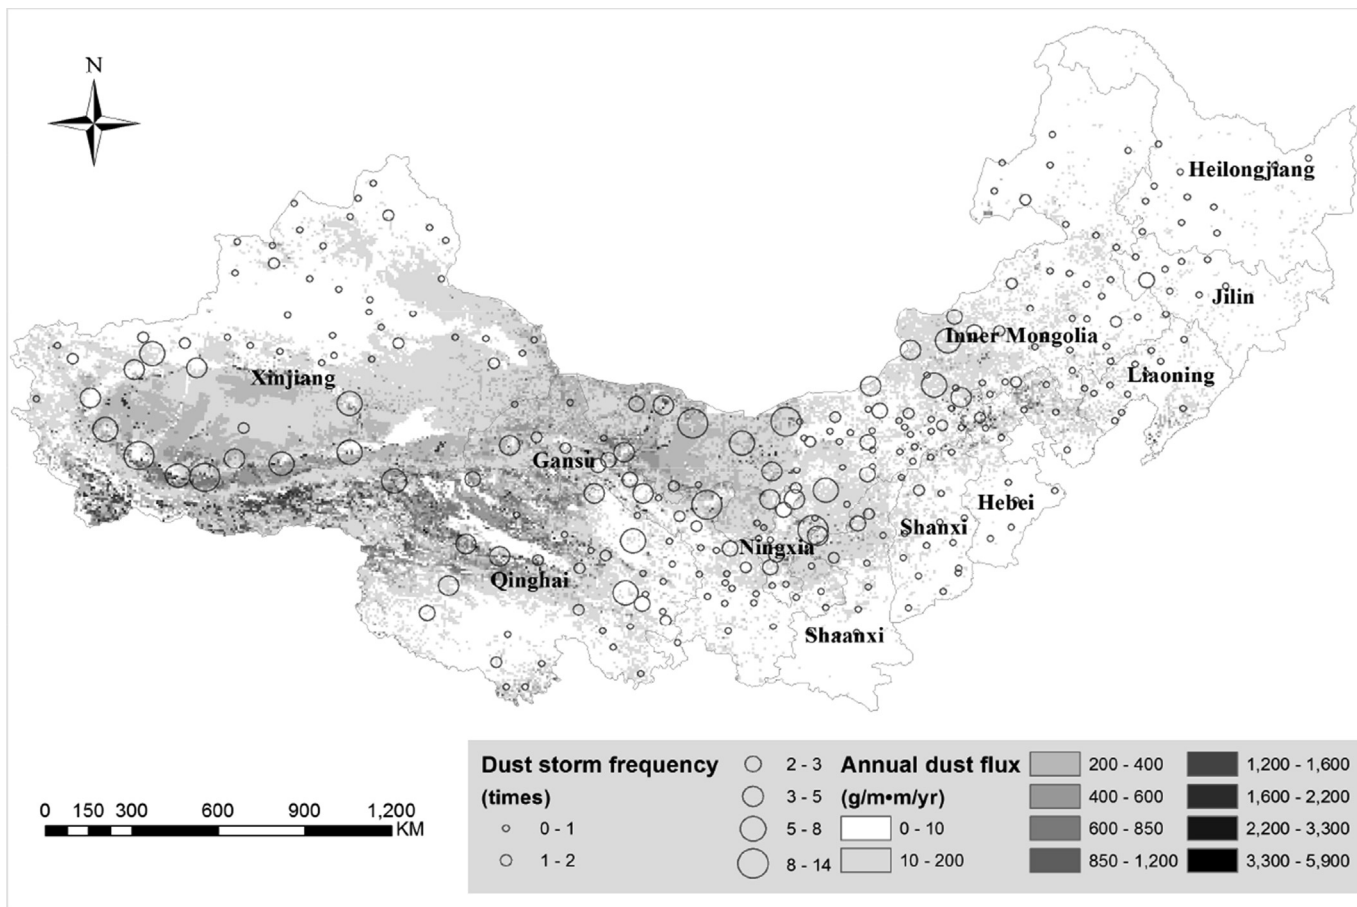 N
Heilongjiang
Jilin
Inner Mongolia
Liaoning
Xinjiang
Gansu
Hebei
Shanxi
Ningxia
Qinghai
Shaanxi
Dust storm frequency
(times)
0 - 1
1 - 2
2 - 3
3 - 5
5 - 8
8 - 14
Annual dust flux
(g/m•m/yr)
0 - 10
10 - 200
200 - 400
400 - 600
600 - 850
850 - 1,200
1,200 - 1,600
1,600 - 2,200
2,200 - 3,300
3,300 - 5,900
0 150 300 600 900 1,200
KM